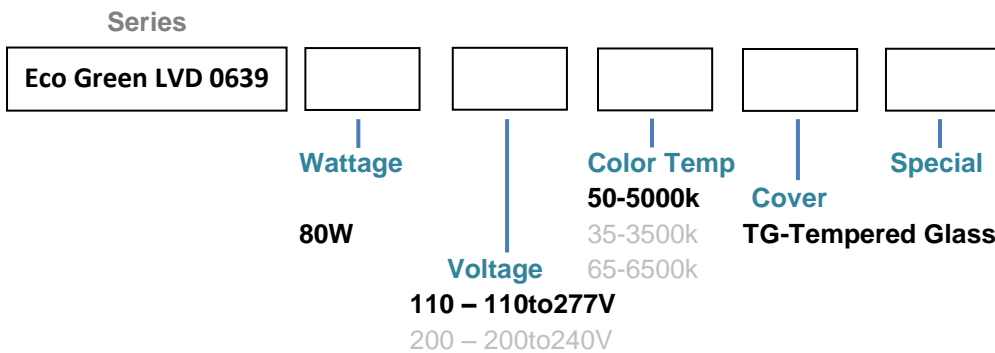 Series
Eco Green LVD 0639
Wattage
80W
Voltage
110 – 110to277V
200 – 200to240V
Color Temp
50-5000k
35-3500k
65-6500k
Cover
TG-Tempered Glass
Special